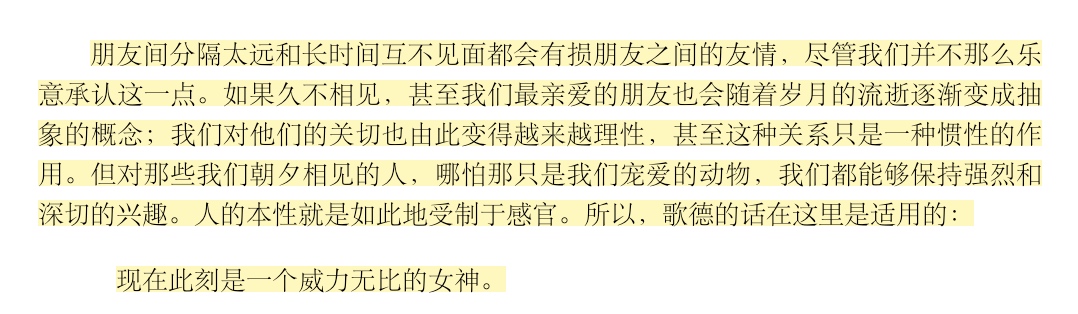 朋友间分隔太远和长时间互不见面都会有损朋友之间的友情，尽管我们并不那么乐
意承认这一点。如果久不相见，甚至我们最亲爱的朋友也会随着岁月的流逝逐渐变成抽
象的概念；我们对他们的关切也由此变得越来越理性，甚至这种关系只是一种惯性的作
用。但对那些我们朝夕相见的人，哪怕那只是我们宠爱的动物，我们都能够保持强烈和
深切的兴趣。人的本性就是如此地受制于感官。所以，歌德的话在这里是适用的：
现在此刻是一个威力无比的女神。